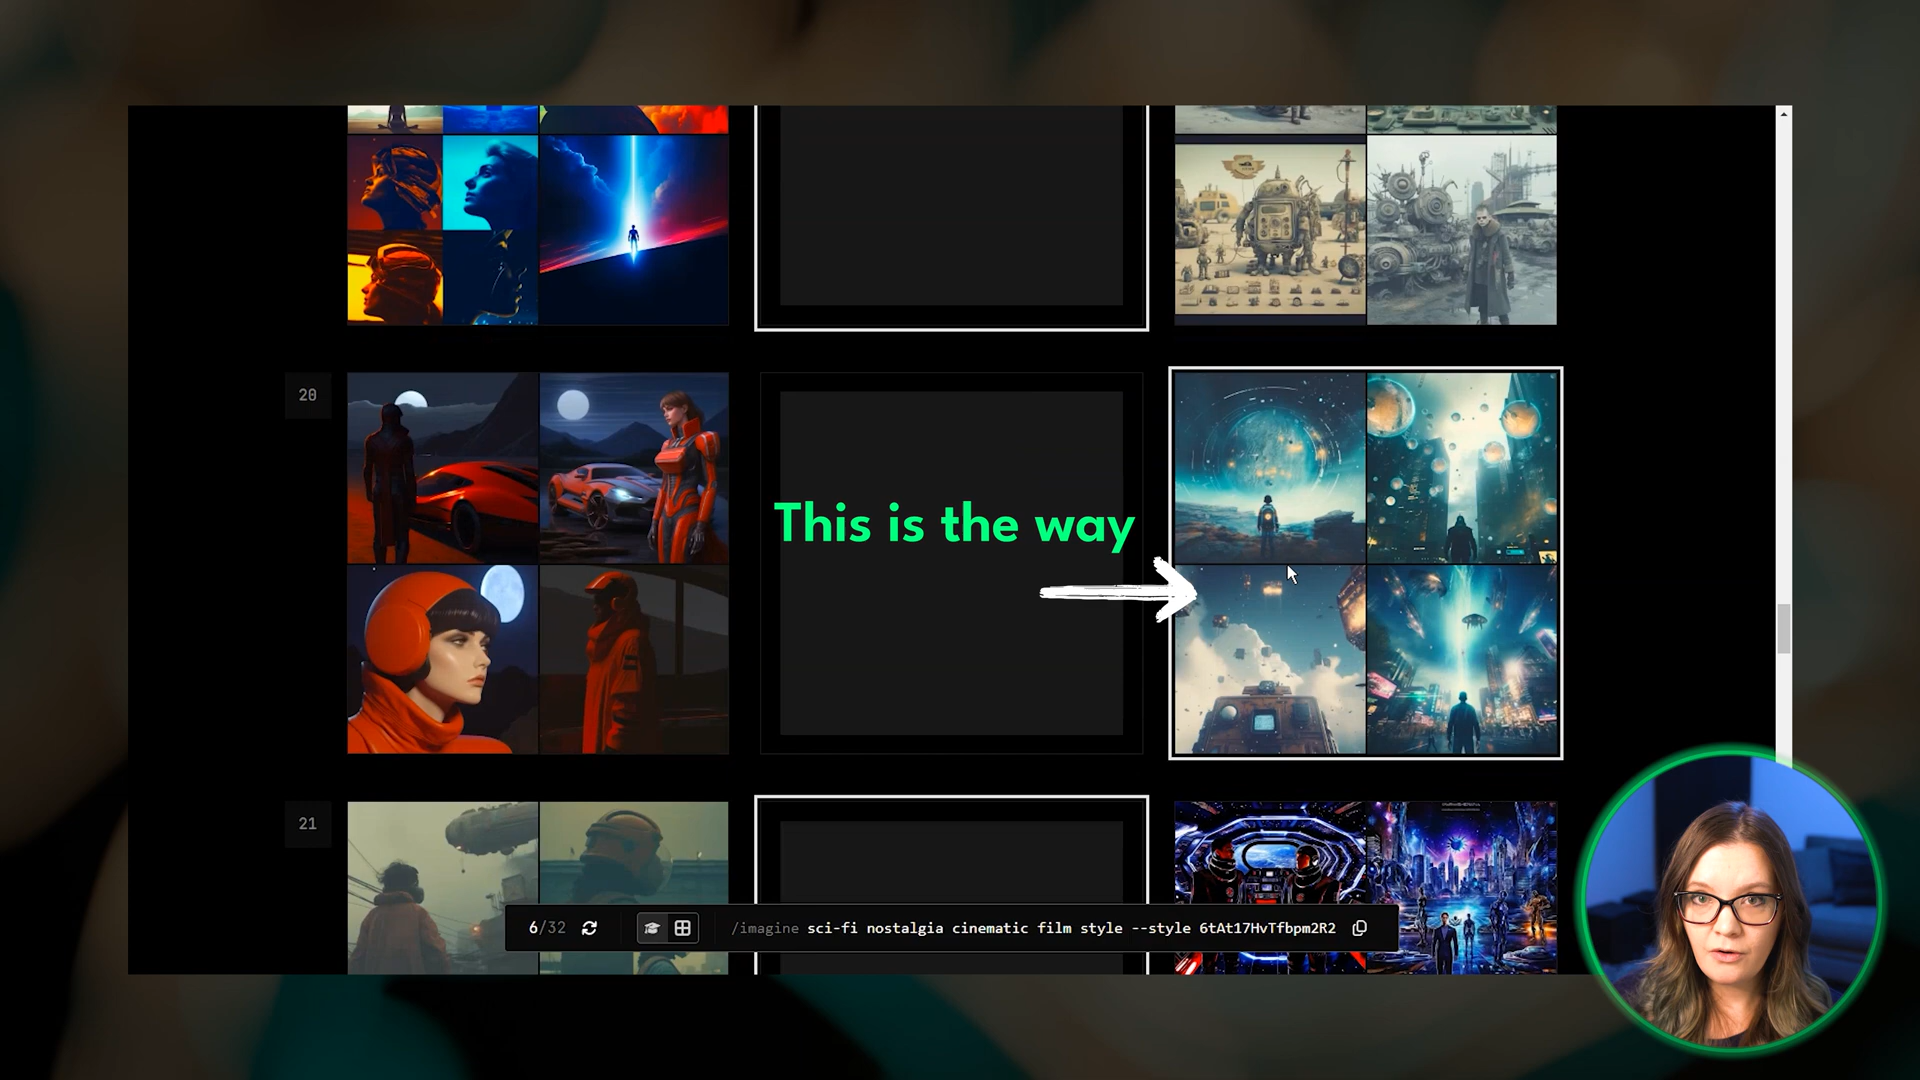 20
This is the way
21
6/32
/imagine sci-fi nostalgia cinematic film style --style 6tAt17HvTfbpm2R2